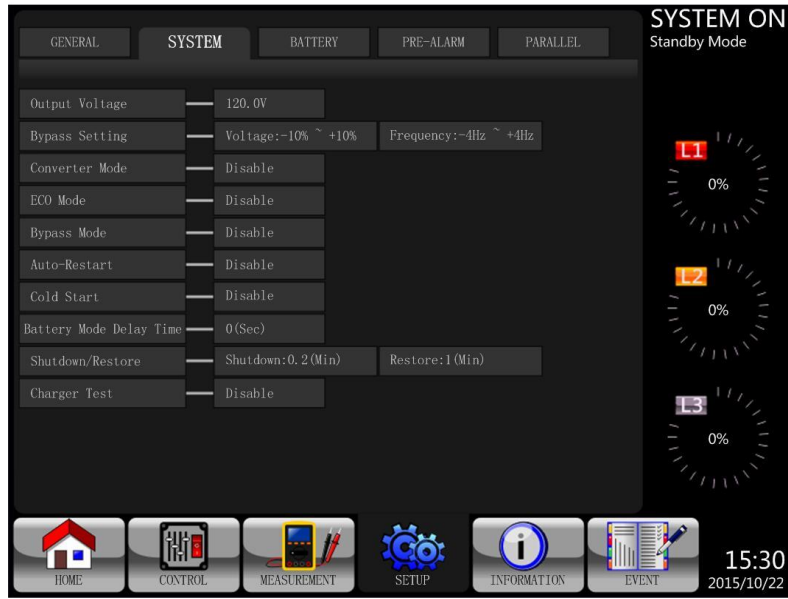 GENERAL SYSTEM BATTERY PRE-ALARM PARALLEL
SYSTEM ON
Standby Mode
Output Voltage 120.0V
Bypass Setting Voltage:-10% ~ +10% Frequency:-4Hz ~ +4Hz
Converter Mode Disable
ECO Mode Disable
Bypass Mode Disable
Auto-Restart Disable
Cold Start Disable
Battery Mode Delay Time 0(Sec)
Shutdown/Restore Shutdown:0.2(Min) Restore:1(Min)
Charger Test Disable
L1
0%
L2
0%
L3
0%
HOME CONTROL MEASUREMENT SETUP INFORMATION EVENT
15:30
2015/10/22